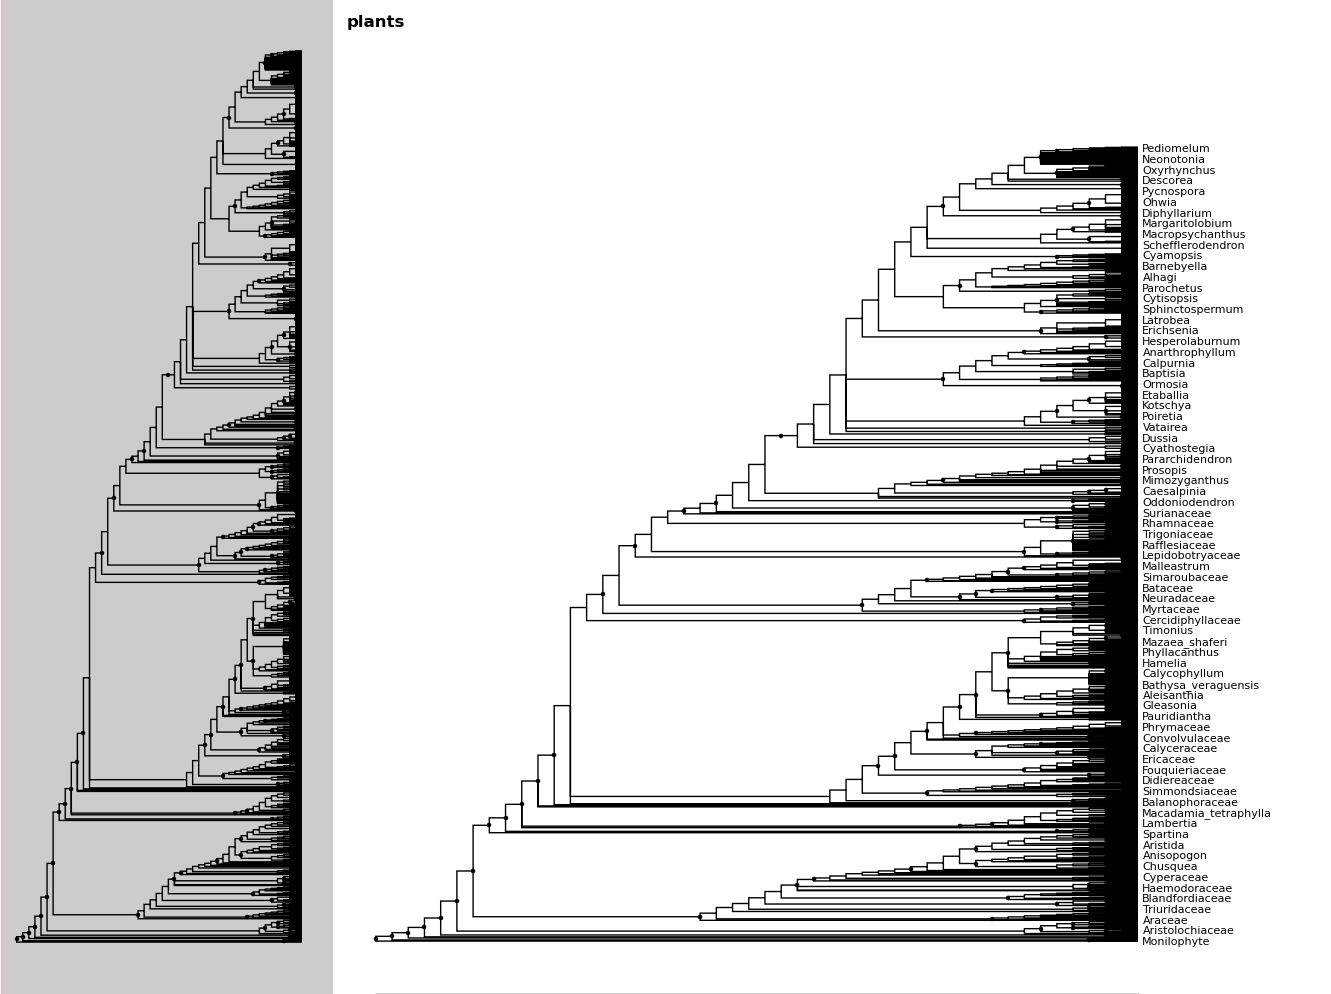 plants
Pediomelum
Neonotonia
Oxyrhynchus
Descorea
Pycnospora
Ohwia
Diphyllarium
Margaritolobium
Macropsychanthus
Schefflerodendron
Cyamopsis
Barnebyella
Alhagi
Parochetus
Cytisopsis
Sphinctospermum
Latrobea
Erichsenia
Hesperolaburnum
Anarthrophyllum
Calpurnia
Baptisia
Ormosia
Etaballia
Kotschya
Poiretia
Vatairea
Dussia
Cyathostegia
Pararchidendron
Prosopis
Mimozyganthus
Caesalpinia
Oddoniodendron
Surianaceae
Rhamnaceae
Trigoniaceae
Rafflesiaceae
Lepidobotryaceae
Malleastrum
Simaroubaceae
Bataceae
Neuradaceae
Myrtaceae
Cercidiphyllaceae
Timonius
Mazaea_shaferi
Phyllacanthus
Hamelia
Calycophyllum
Bathysa_veraguensis
Aleisanthia
Gleasonia
Pauridiantha
Phrymaceae
Convolvulaceae
Calyceraceae
Ericaceae
Fouquieriaceae
Didiereaceae
Simmondsiaceae
Balanophoraceae
Macadamia_tetraphylla
Lambertia
Spartina
Aristida
Anisopogon
Chusquea
Cyperaceae
Haemodoraceae
Blandfordiaceae
Triuridaceae
Araceae
Aristolochiaceae
Monilophyte